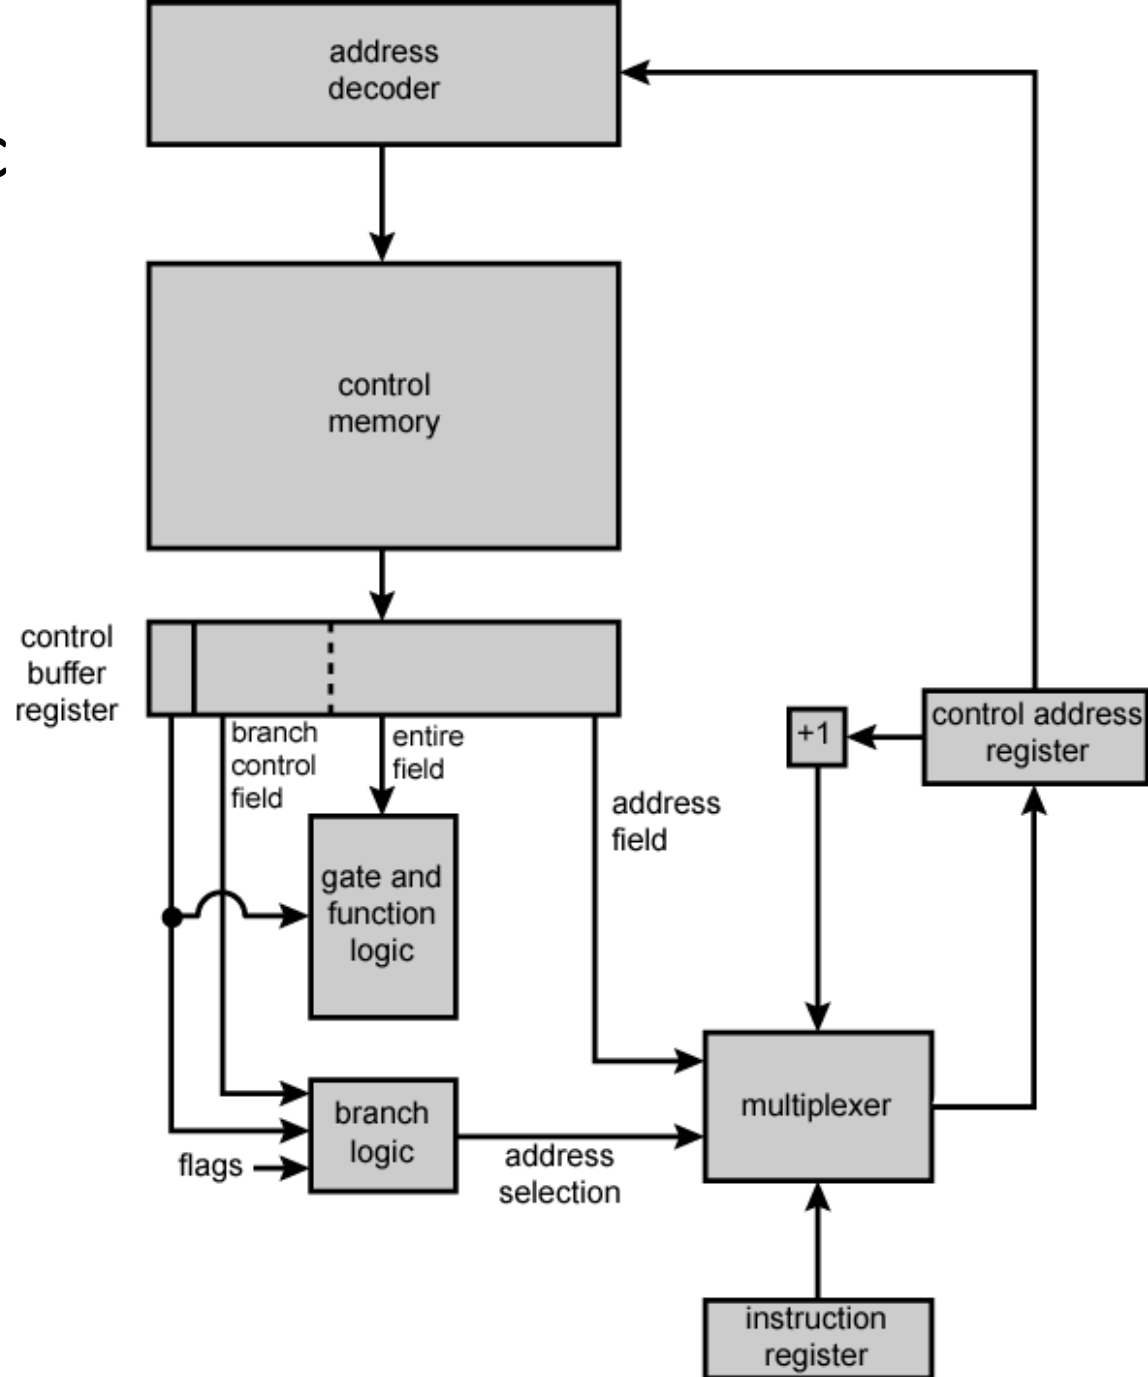 address
decoder
control
memory
control
buffer
register
branch
control
field
entire
field
address
field
+1
control address
register
gate and
function
logic
branch
logic
flags
address
selection
multiplexer
instruction
register